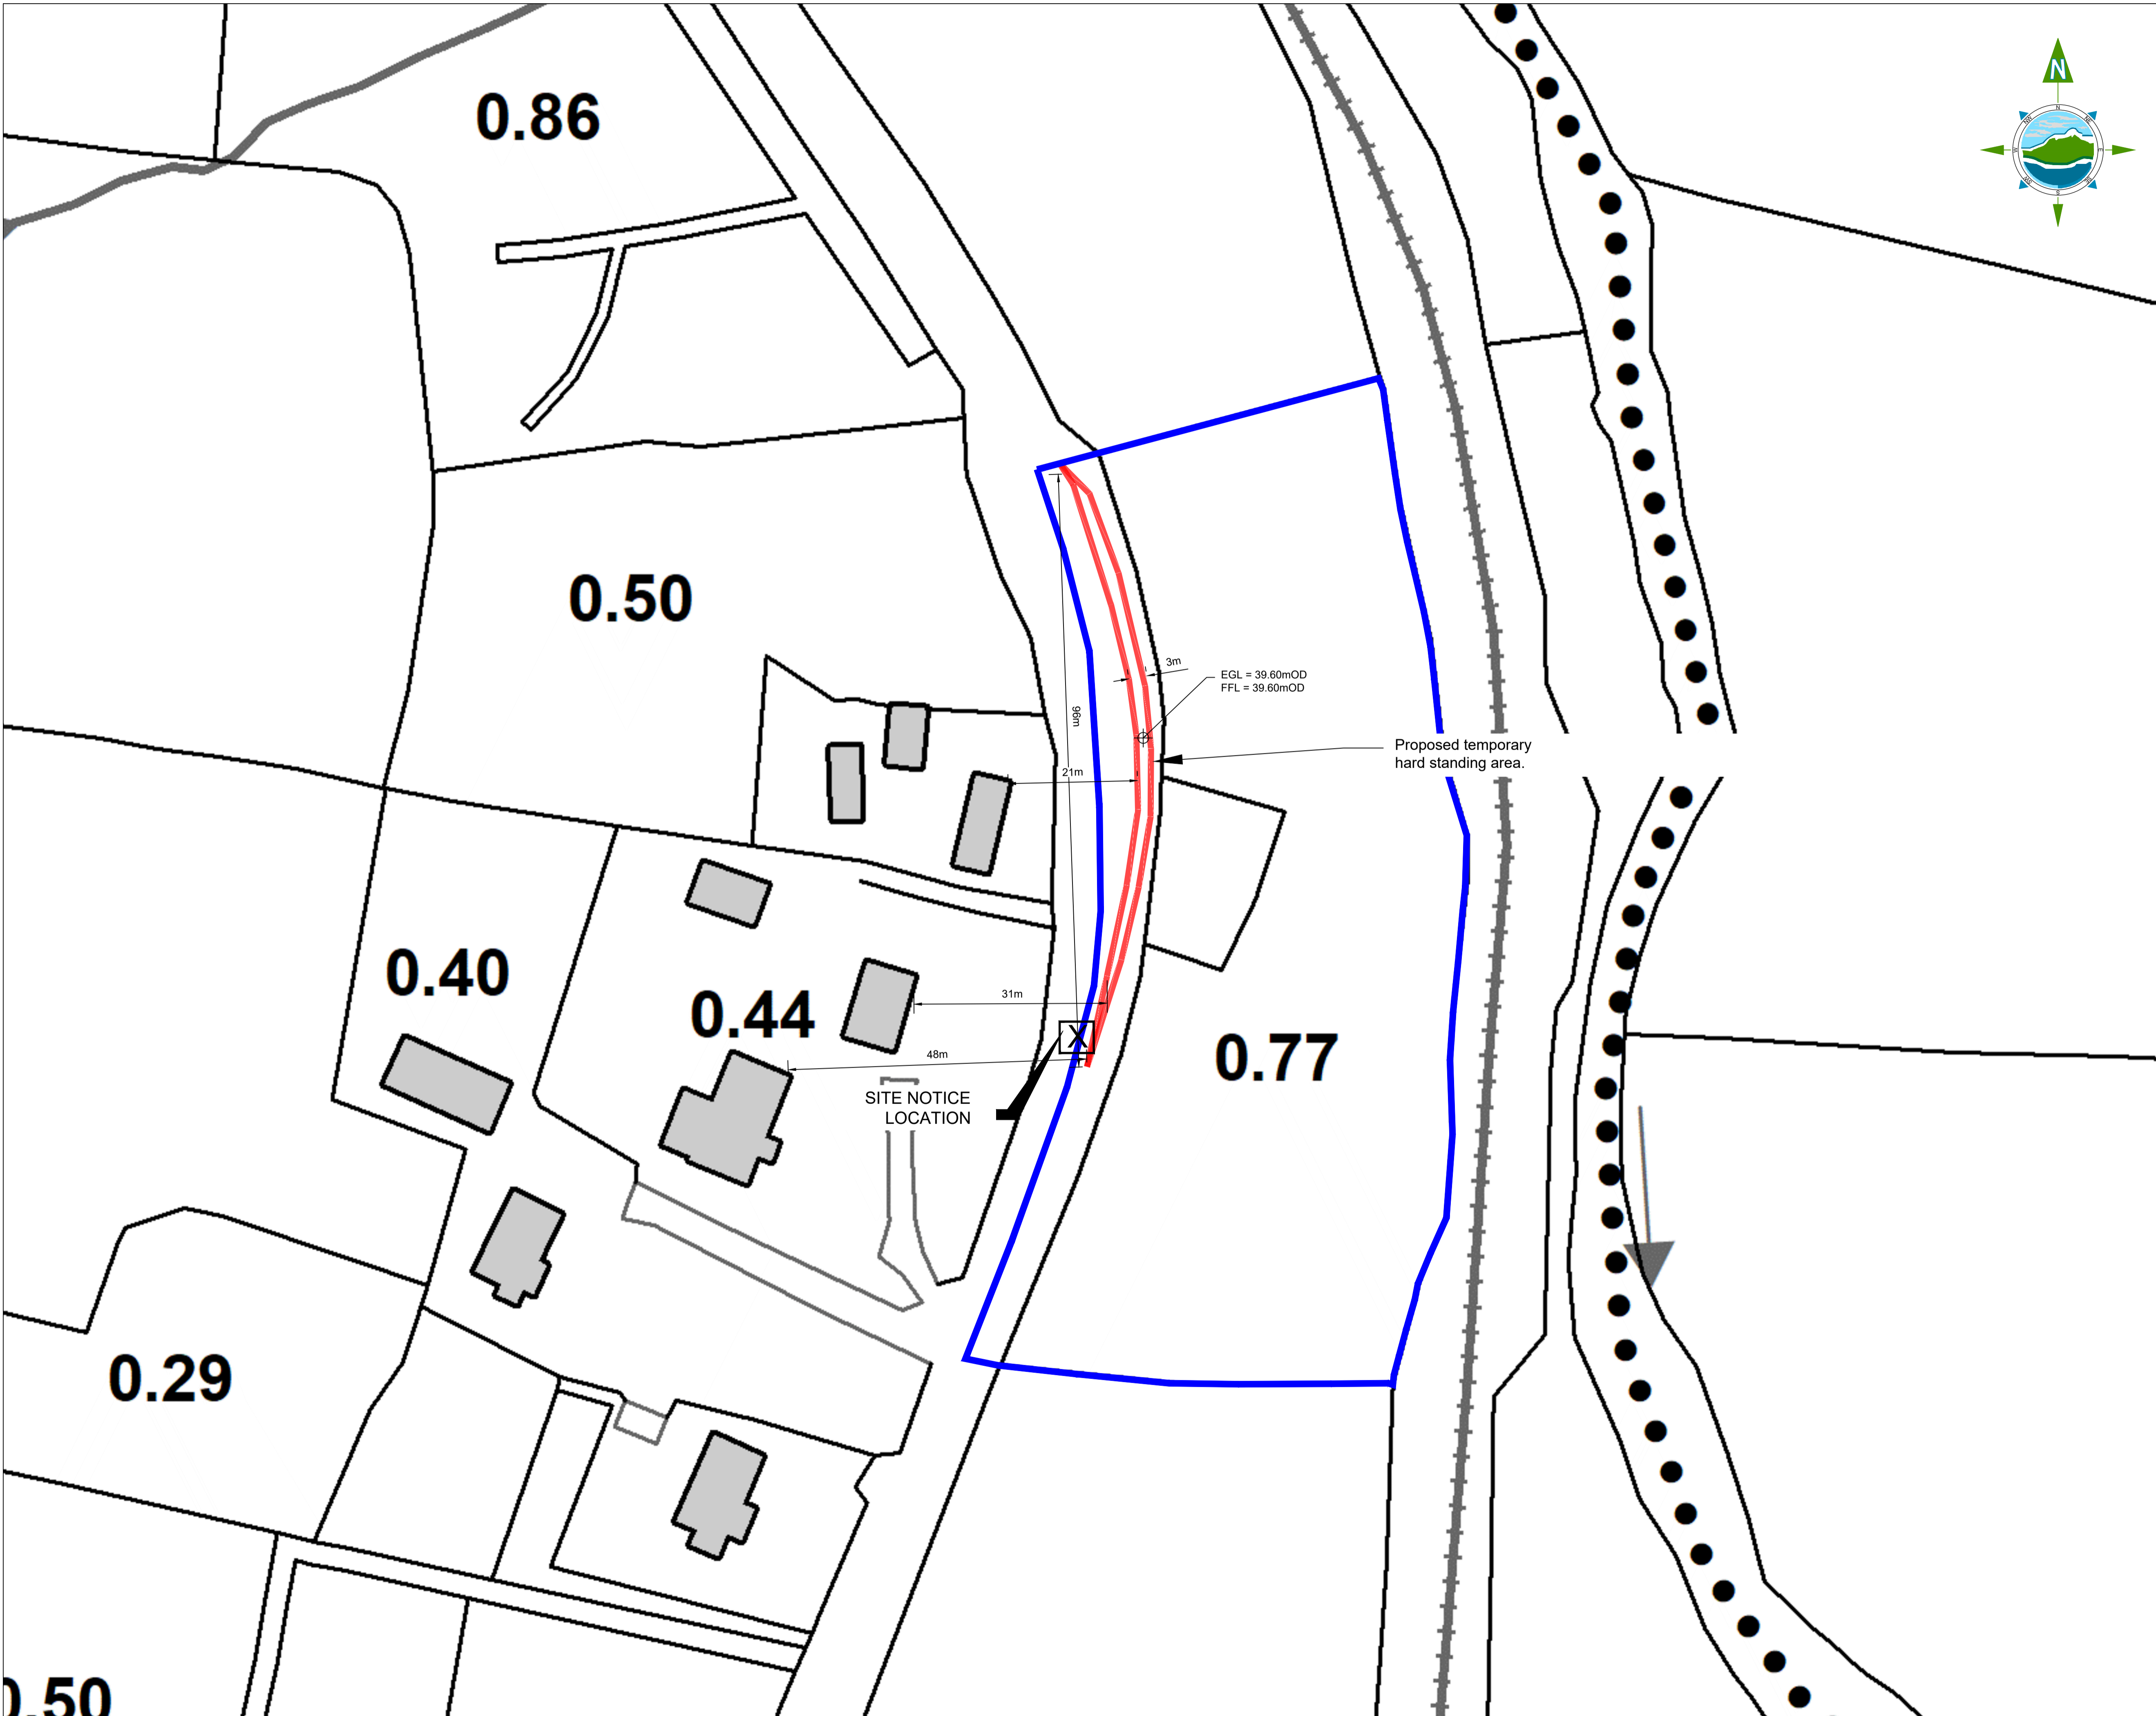 N
0.86
0.50
3m
EGL = 39.60mOD
FFL = 39.60mOD
96m
Proposed temporary
hard standing area.
21m
0.40
0.44
31m
X
48m
0.77
SITE NOTICE
LOCATION
0.29
0.50